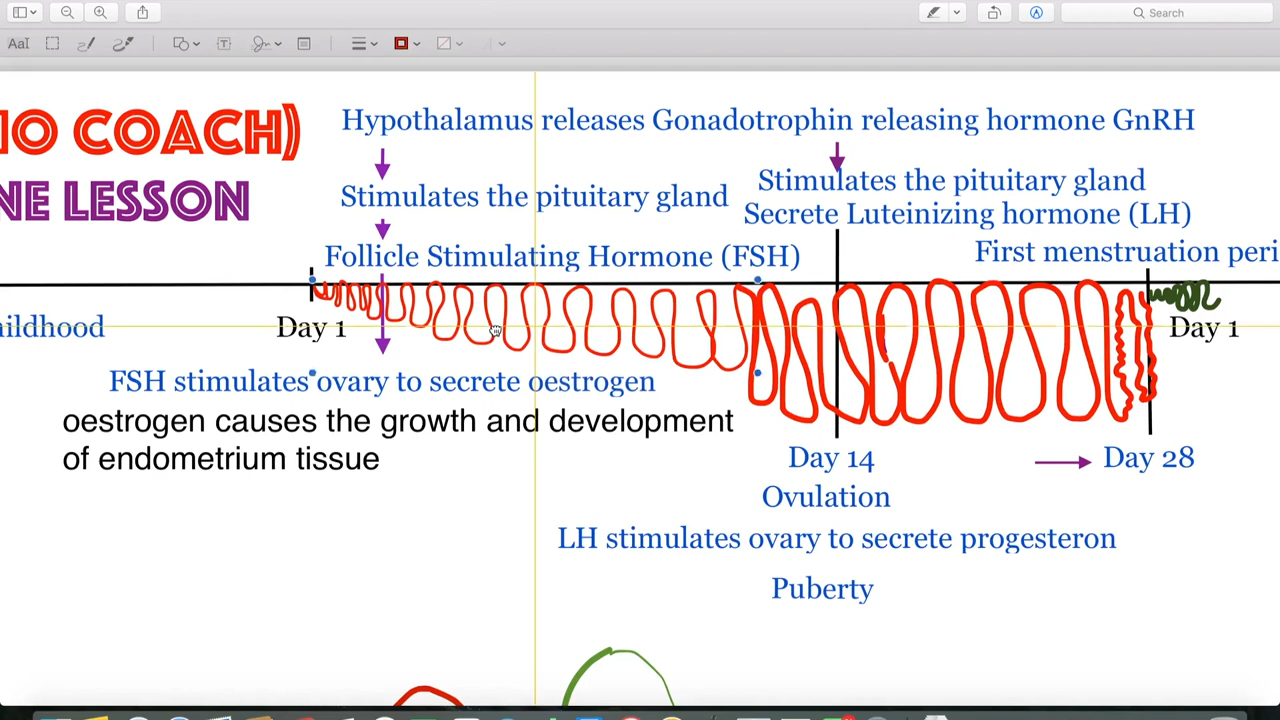 Search
IO COACH)
Hypothalamus releases Gonadotrophin releasing hormone GnRH
NE LESSON
Stimulates the pituitary gland
Stimulates the pituitary gland
Secrete Luteinizing hormone (LH)
Follicle Stimulating Hormone (FSH)
First menstruation peri
ildhood
Day 1
Day 1
FSH stimulates ovary to secrete oestrogen
oestrogen causes the growth and development
of endometrium tissue
Day 14
Day 28
Ovulation
LH stimulates ovary to secrete progesteron
Puberty